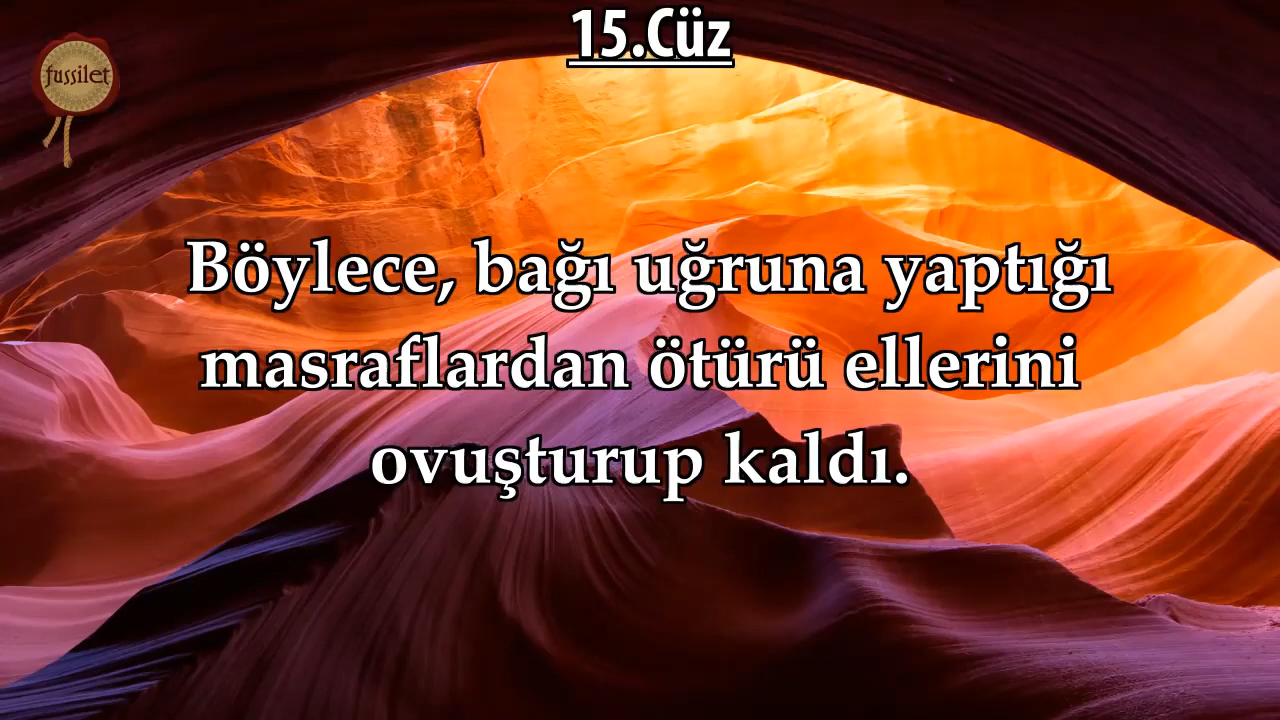 15.Cüz
fussilet
Böylece, bağı uğruna yaptığı
masraflardan ötürü ellerini
ovuşturup kaldı.